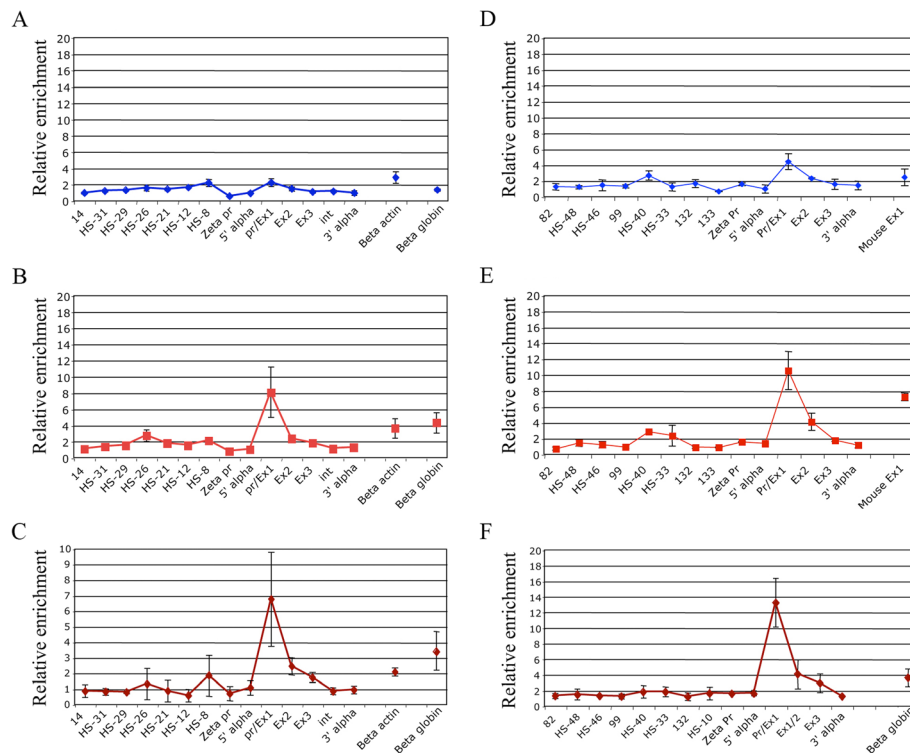 A
Relative enrichment
20
18
16
14
12
10
8
6
4
2
0
14
HS-31
HS-29
HS-26
HS-21
HS-12
HS-8
Zeta pr
5' alpha
pr/Ex1
Ex2
Ex3
int
3' alpha
Beta actin
Beta globin
D
Relative enrichment
20
18
16
14
12
10
8
6
4
2
0
82
HS-48
HS-46
99
HS-40
HS-33
132
133
Zeta Pr
5' alpha
Pr/Ex1
Ex2
Ex3
3' alpha
Mouse Ex1
B
Relative enrichment
20
18
16
14
12
10
8
6
4
2
0
14
HS-31
HS-29
HS-26
HS-21
HS-12
HS-8
Zeta pr
5' alpha
pr/Ex1
Ex2
Ex3
int
3' alpha
Beta actin
Beta globin
E
Relative enrichment
20
18
16
14
12
10
8
6
4
2
0
82
HS-48
HS-46
99
HS-40
HS-33
132
133
Zeta Pr
5' alpha
Pr/Ex1
Ex2
Ex3
3' alpha
Mouse Ex1
C
Relative enrichment
10
9
8
7
6
5
4
3
2
1
0
14
HS-31
HS-29
HS-26
HS-21
HS-12
HS-8
Zeta pr
5' alpha
pr/Ex1
Ex2
Ex3
int
3' alpha
Beta actin
Beta globin
F
Relative enrichment
20
18
16
14
12
10
8
6
4
2
0
82
HS-48
HS-46
99
HS-40
HS-33
132
HS-10
Zeta Pr
5' alpha
Pr/Ex1
Ex1/2
Ex3
3' alpha
Beta globin